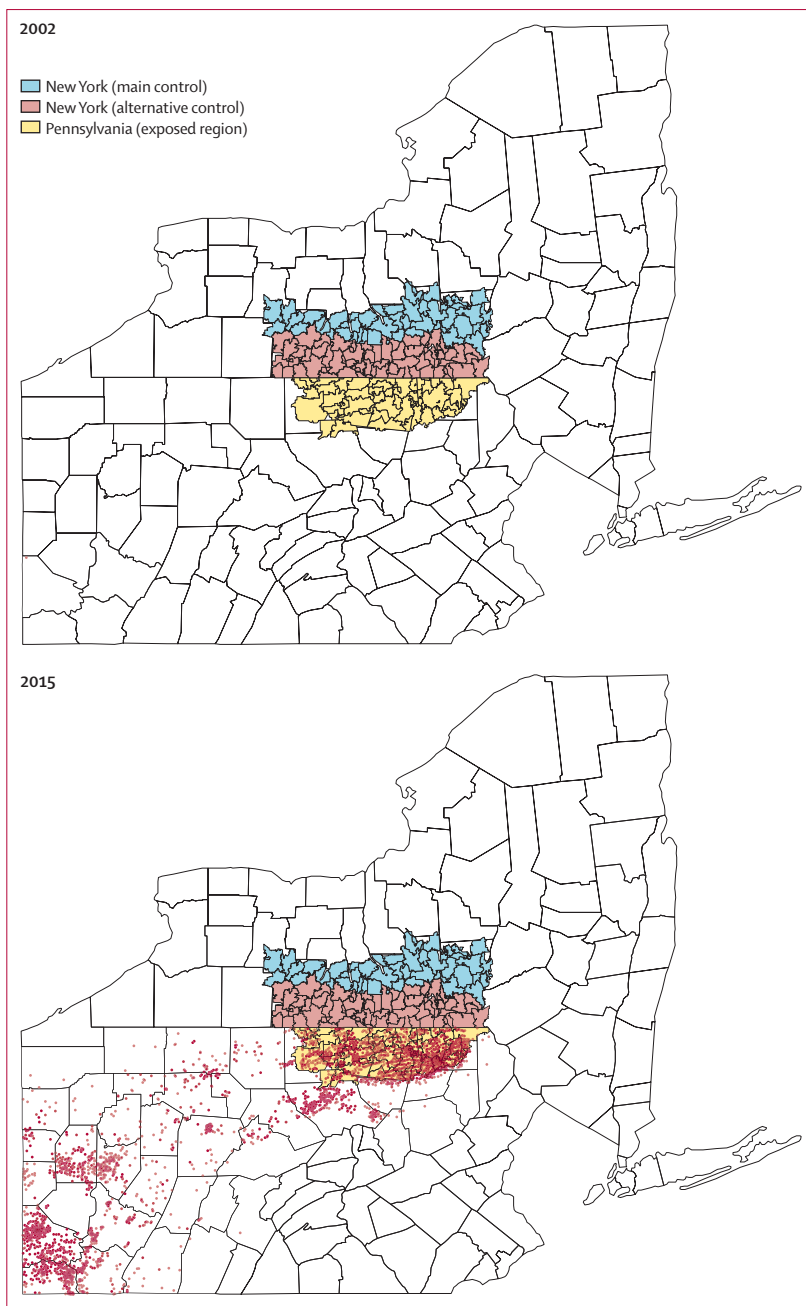 2002
New York (main control)
New York (alternative control)
Pennsylvania (exposed region)
2015